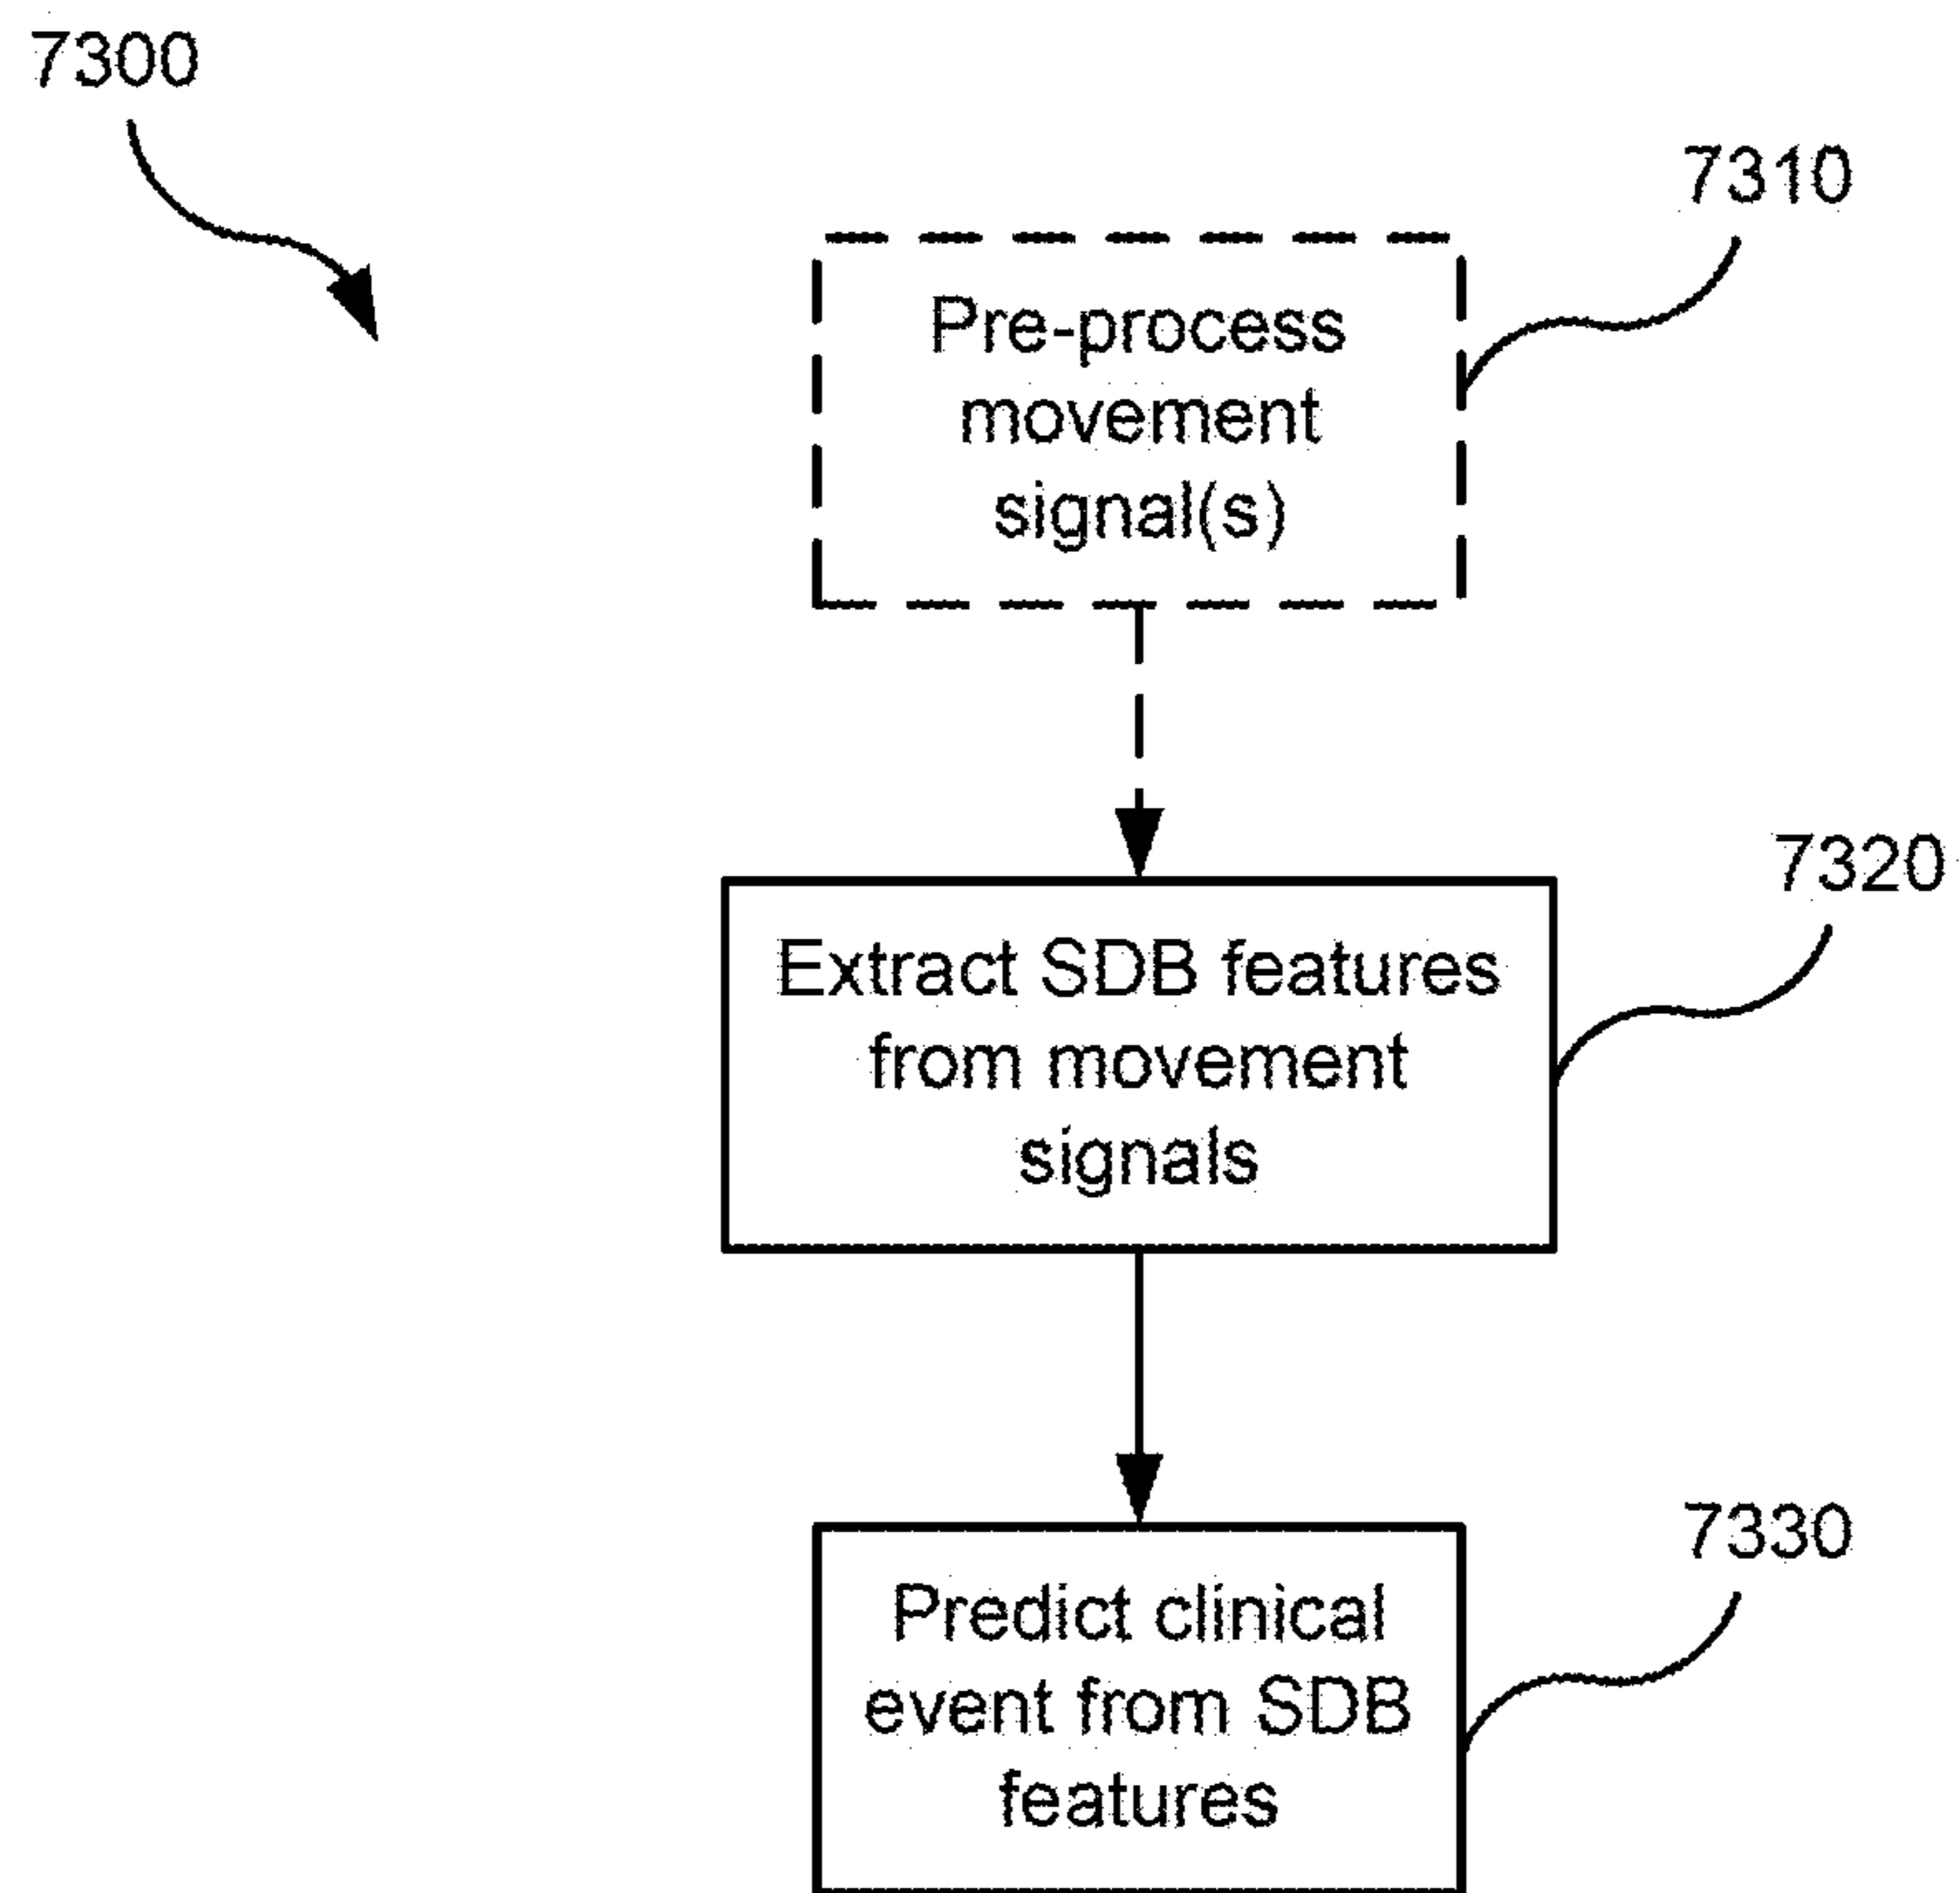 7300
7310
Pre-process
movement
signal(s)
7320
Extract SDB features
from movement
signals
7330
Predict clinical
event from SDB
features